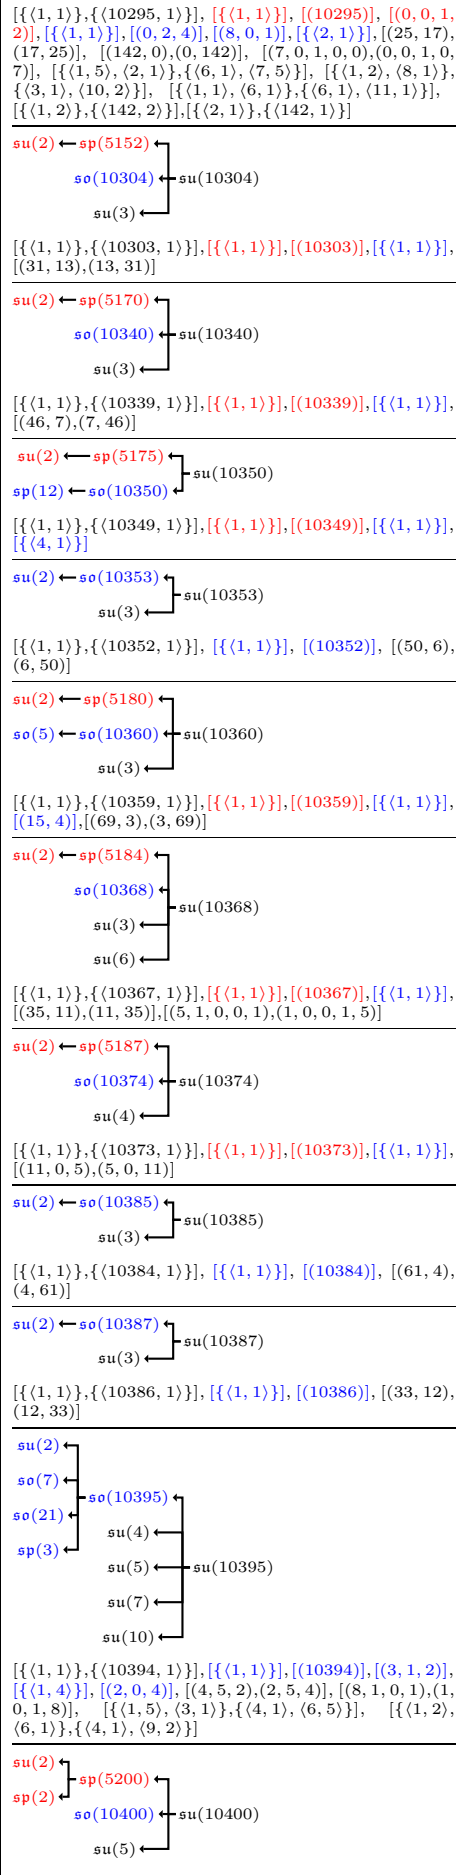 [{⟨1, 1⟩},{⟨10295, 1⟩}], [{⟨1, 1⟩}], [(10295)], [(0, 0, 1,
2)],[{⟨1, 1⟩}],[(0, 2, 4)],[(8, 0, 1)],[{⟨2, 1⟩}],[(25, 17),
(17, 25)], [(142, 0),(0, 142)], [(7, 0, 1, 0, 0),(0, 0, 1, 0,
7)], [{⟨1, 5⟩, ⟨2, 1⟩},{⟨6, 1⟩, ⟨7, 5⟩}], [{⟨1, 2⟩, ⟨8, 1⟩},
{⟨3, 1⟩, ⟨10, 2⟩}], [{⟨1, 1⟩, ⟨6, 1⟩},{⟨6, 1⟩, ⟨11, 1⟩}],
[{⟨1, 2⟩},{⟨142, 2⟩}],[{⟨2, 1⟩},{⟨142, 1⟩}]
𝔰𝔲(2) 𝔰𝔭(5152)
𝔰𝔬(10304) 𝔰𝔲(10304)
𝔰𝔲(3)
[{⟨1, 1⟩},{⟨10303, 1⟩}],[{⟨1, 1⟩}],[(10303)],[{⟨1, 1⟩}],
[(31, 13),(13, 31)]
𝔰𝔲(2) 𝔰𝔭(5170)
𝔰𝔬(10340) 𝔰𝔲(10340)
𝔰𝔲(3)
[{⟨1, 1⟩},{⟨10339, 1⟩}],[{⟨1, 1⟩}],[(10339)],[{⟨1, 1⟩}],
[(46, 7),(7, 46)]
𝔰𝔲(2) 𝔰𝔭(5175)
𝔰𝔲(10350)
𝔰𝔭(12) 𝔰𝔬(10350)
[{⟨1, 1⟩},{⟨10349, 1⟩}],[{⟨1, 1⟩}],[(10349)],[{⟨1, 1⟩}],
[{⟨4, 1⟩}]
𝔰𝔲(2) 𝔰𝔬(10353)
𝔰𝔲(10353)
𝔰𝔲(3)
[{⟨1, 1⟩},{⟨10352, 1⟩}], [{⟨1, 1⟩}], [(10352)], [(50, 6),
(6, 50)]
𝔰𝔲(2) 𝔰𝔭(5180)
𝔰𝔬(5) 𝔰𝔬(10360) 𝔰𝔲(10360)
𝔰𝔲(3)
[{⟨1, 1⟩},{⟨10359, 1⟩}],[{⟨1, 1⟩}],[(10359)],[{⟨1, 1⟩}],
[(15, 4)],[(69, 3),(3, 69)]
𝔰𝔲(2) 𝔰𝔭(5184)
𝔰𝔬(10368)
𝔰𝔲(10368)
𝔰𝔲(3)
𝔰𝔲(6)
[{⟨1, 1⟩},{⟨10367, 1⟩}],[{⟨1, 1⟩}],[(10367)],[{⟨1, 1⟩}],
[(35, 11),(11, 35)],[(5, 1, 0, 0, 1),(1, 0, 0, 1, 5)]
𝔰𝔲(2) 𝔰𝔭(5187)
𝔰𝔬(10374) 𝔰𝔲(10374)
𝔰𝔲(4)
[{⟨1, 1⟩},{⟨10373, 1⟩}],[{⟨1, 1⟩}],[(10373)],[{⟨1, 1⟩}],
[(11, 0, 5),(5, 0, 11)]
𝔰𝔲(2) 𝔰𝔬(10385)
𝔰𝔲(10385)
𝔰𝔲(3)
[{⟨1, 1⟩},{⟨10384, 1⟩}], [{⟨1, 1⟩}], [(10384)], [(61, 4),
(4, 61)]
𝔰𝔲(2) 𝔰𝔬(10387)
𝔰𝔲(10387)
𝔰𝔲(3)
[{⟨1, 1⟩},{⟨10386, 1⟩}],[{⟨1, 1⟩}], [(10386)], [(33, 12),
(12, 33)]
𝔰𝔲(2)
𝔰𝔬(7)
𝔰𝔬(10395)
𝔰𝔬(21)
𝔰𝔲(4)
𝔰𝔭(3)
𝔰𝔲(5) 𝔰𝔲(10395)
𝔰𝔲(7)
𝔰𝔲(10)
[{⟨1, 1⟩},{⟨10394, 1⟩}],[{⟨1, 1⟩}],[(10394)],[(3, 1, 2)],
[{⟨1, 4⟩}], [(2, 0, 4)], [(4, 5, 2),(2, 5, 4)], [(8, 1, 0, 1),(1,
0, 1, 8)], [{⟨1, 5⟩, ⟨3, 1⟩},{⟨4, 1⟩, ⟨6, 5⟩}], [{⟨1, 2⟩,
⟨6, 1⟩},{⟨4, 1⟩, ⟨9, 2⟩}]
𝔰𝔲(2)
𝔰𝔭(5200)
𝔰𝔭(2)
𝔰𝔬(10400) 𝔰𝔲(10400)
𝔰𝔲(5)